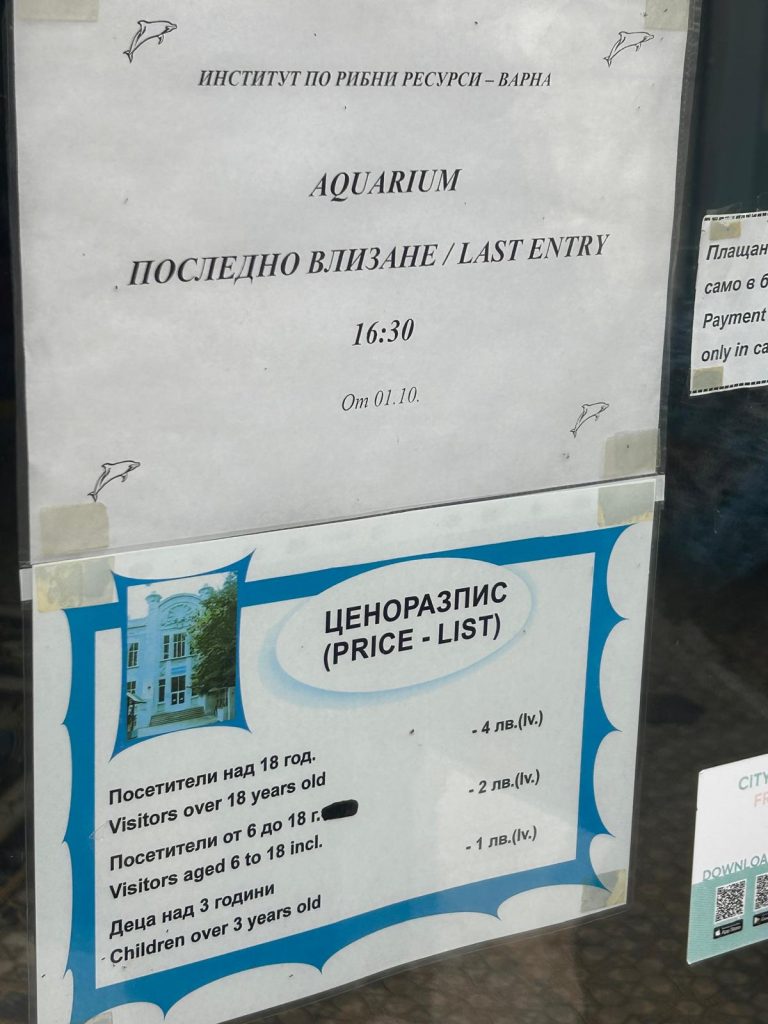 ИНСТИТУТ ПО РИБНИ РЕСУРСИ – ВАРНА
AQUARIUM
ПОСЛЕДНО ВЛИЗАНЕ / LAST ENTRY
16:30
От 01.10.
ЦЕНОРАЗПИС
(PRICE - LIST)
Посетители над 18 год. - 4 лв.(lv.)
Visitors over 18 years old
Посетители от 6 до 18 г. - 2 лв.(lv.)
Visitors aged 6 to 18 incl.
Деца над 3 години - 1 лв.(lv.)
Children over 3 years old
само в
Payment
only in
CITY